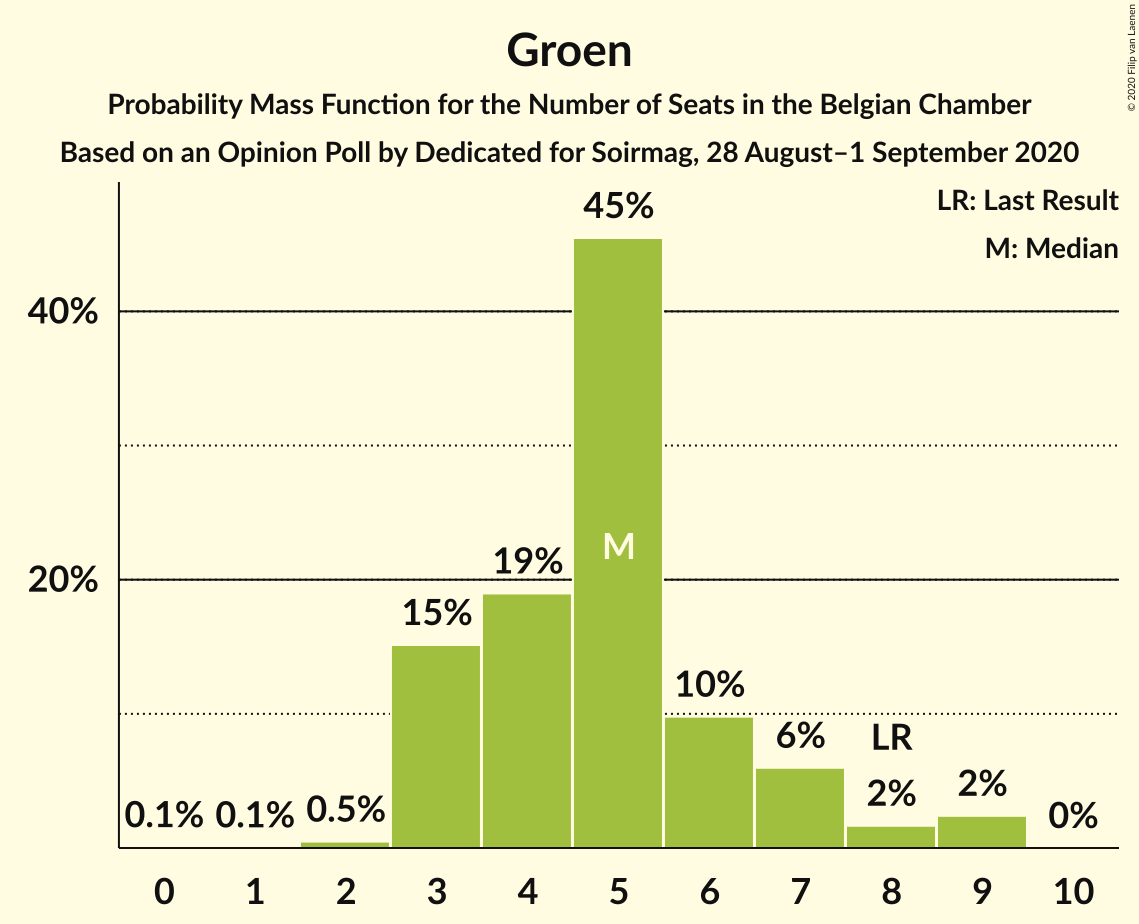 Groen
Probability Mass Function for the Number of Seats in the Belgian Chamber
Based on an Opinion Poll by Dedicated for Soirmag, 28 August–1 September 2020
© 2020 Filip van Laenen
LR: Last Result
M: Median
45%
40%
M
19%
20%
15%
10%
6%
LR
2%
2%
0.1%
0.1%
0.5%
0%
0 1 2 3 4 5 6 7 8 9 10